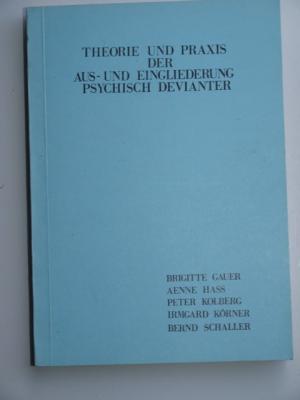 THEORIE UND PRAXIS
DER
AUS- UND EINGLIEDERUNG
PSYCHISCH DEVIANTER
BRIGITTE GAUER
AENNE HASS
PETER KOLBERG
IRMGARD KÖRNER
BERND SCHALLER